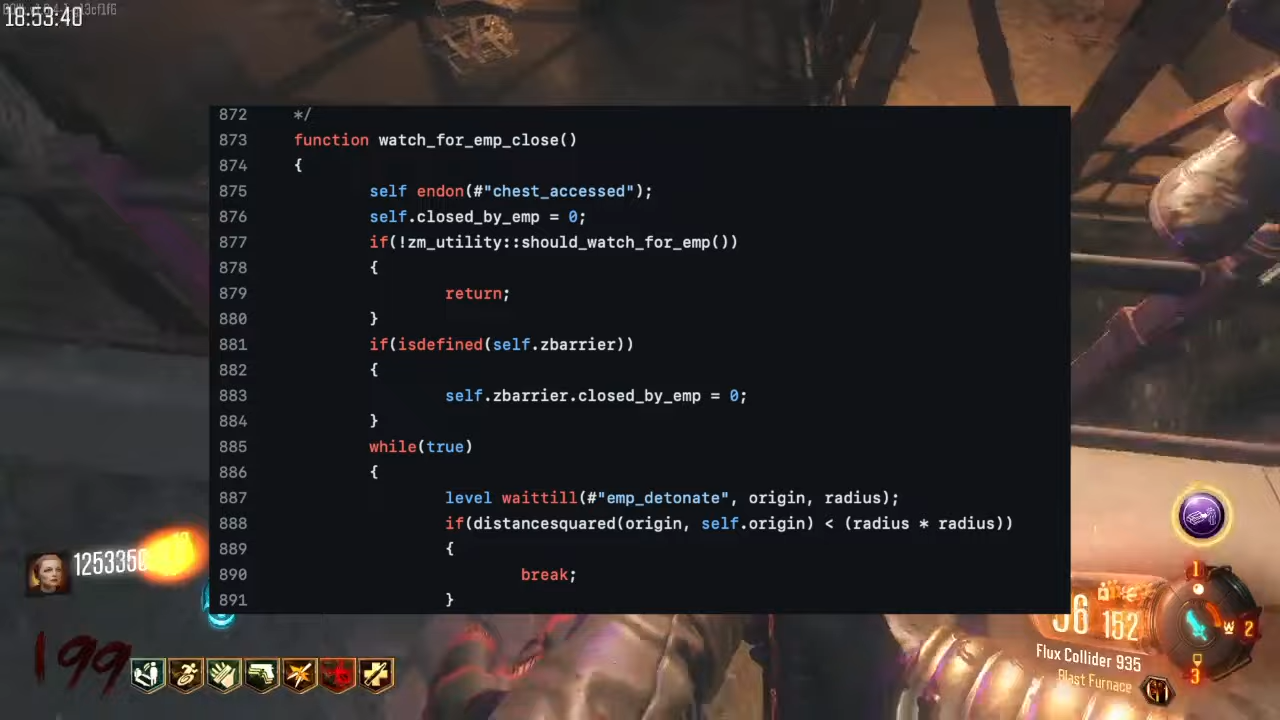 18:53:40
872 */
873 function watch_for_emp_close()
874 {
875 self endon(#"chest_accessed");
876 self.closed_by_emp = 0;
877 if(!zm_utility::should_watch_for_emp())
878 {
879 return;
880 }
881 if(isdefined(self.zbarrier))
882 {
883 self.zbarrier.closed_by_emp = 0;
884 }
885 while(true)
886 {
887 level waittill(#"emp_detonate", origin, radius);
888 if(distancesquared(origin, self.origin) < (radius * radius))
889 {
890 break;
891 }
1253350
199
1
W 2
3
152
Flux Collider 935
Blast Furnace